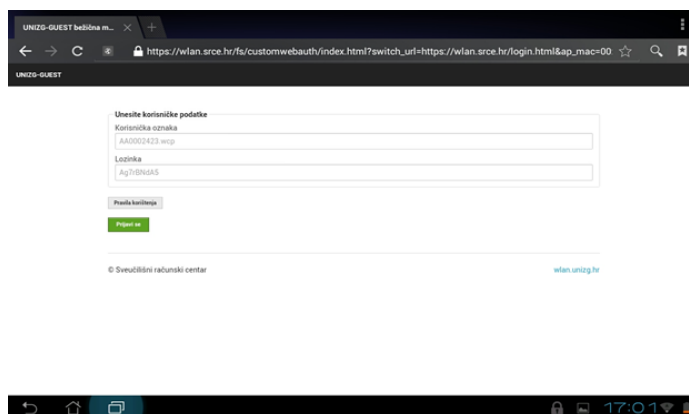 UNIZG-GUEST bežična m...
https://wlan.srce.hr/fs/customwebauth/index.html?switch_url=https://wlan.srce.hr/login.html&ap_mac=00
UNIZG-GUEST
Unesite korisničke podatke
Korisnička oznaka
AA0002423.wcp
Lozinka
Ag7rBNdA5
Pravila korištenja
Prijavi se
© Sveučilišni računski centar
wlan.unizg.hr
17:01